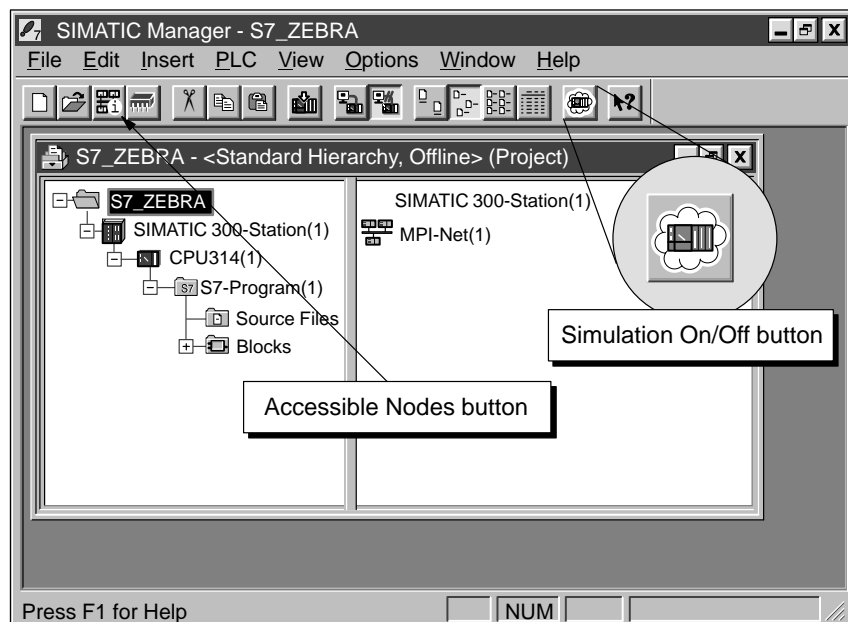 SIMATIC Manager - S7_ZEBRA
File Edit Insert PLC View Options Window Help
S7_ZEBRA - <Standard Hierarchy, Offline> (Project)
S7_ZEBRA
SIMATIC 300-Station(1)
CPU314(1)
S7 S7-Program(1)
Source Files
Blocks
SIMATIC 300-Station(1)
MPI-Net(1)
Simulation On/Off button
Accessible Nodes button
Press F1 for Help
NUM